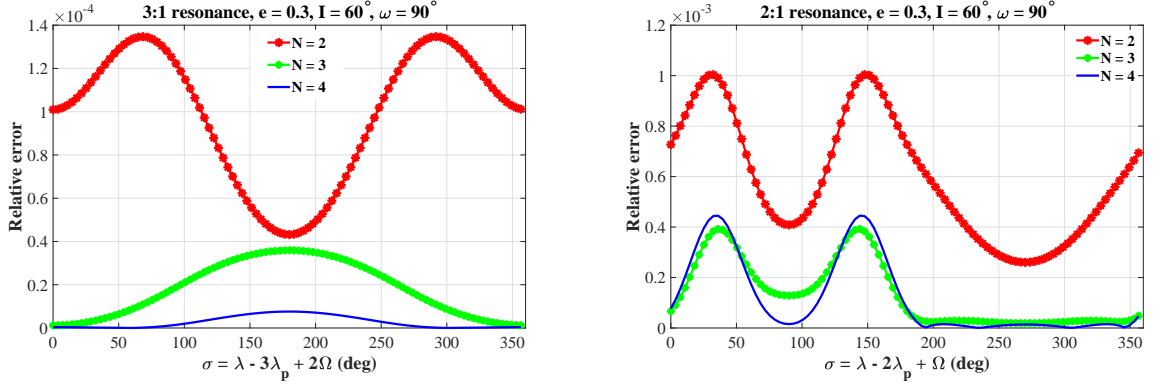 3:1 resonance, e = 0.3, I = 60°, ω = 90°
×10⁻⁴
1.4
1.2
1
0.8
0.6
0.4
0.2
0
Relative error
N = 2
N = 3
N = 4
0 50 100 150 200 250 300 350
σ = λ - 3λ_p + 2Ω (deg)
2:1 resonance, e = 0.3, I = 60°, ω = 90°
×10⁻³
1.2
1
0.8
0.6
0.4
0.2
0
Relative error
N = 2
N = 3
N = 4
0 50 100 150 200 250 300 350
σ = λ - 2λ_p + Ω (deg)